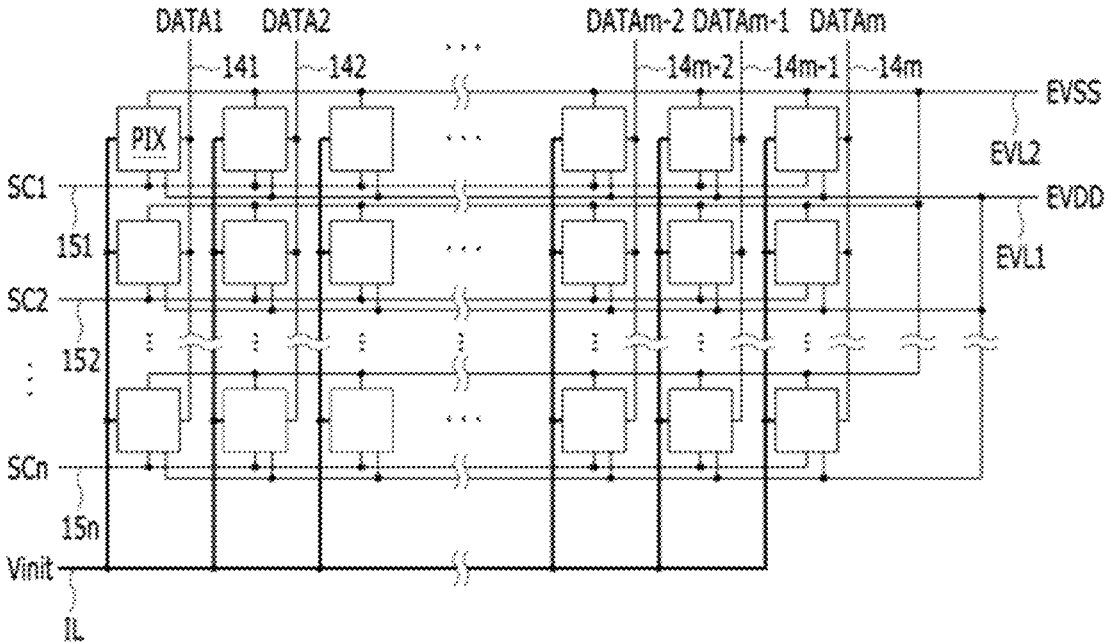 DATA1 DATA2 DATAm-2 DATAm-1 DATAm
141 142 14m-2 14m-1 14m
EVSS
PIX
EVL2
SC1
EVDD
151
EVL1
SC2
152
SCn
15n
Vinit
IL